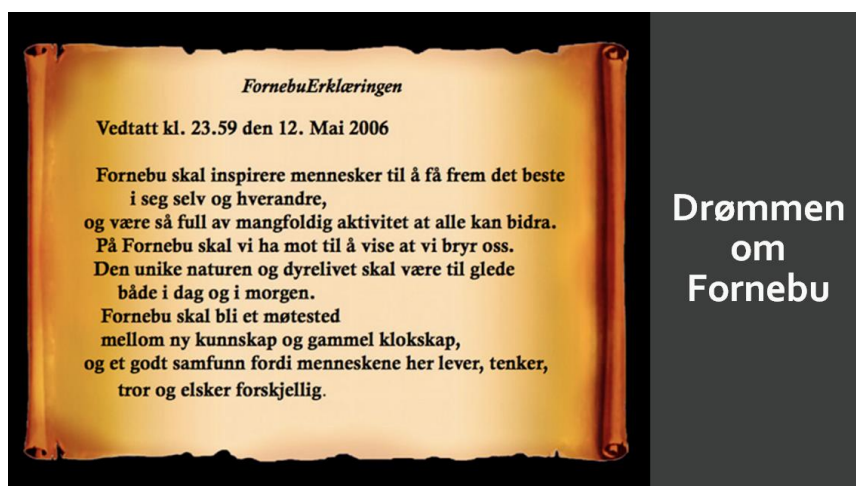 FornebuErklæringen
Vedtatt kl. 23.59 den 12. Mai 2006
Fornebu skal inspirere mennesker til å få frem det beste
i seg selv og hverandre,
og være så full av mangfoldig aktivitet at alle kan bidra.
På Fornebu skal vi ha mot til å vise at vi bryr oss.
Den unike naturen og dyrelivet skal være til glede
både i dag og i morgen.
Fornebu skal bli et møtested
mellom ny kunnskap og gammel klokskap,
og et godt samfunn fordi menneskene her lever, tenker,
tror og elsker forskjellig.
Drømmen
om
Fornebu